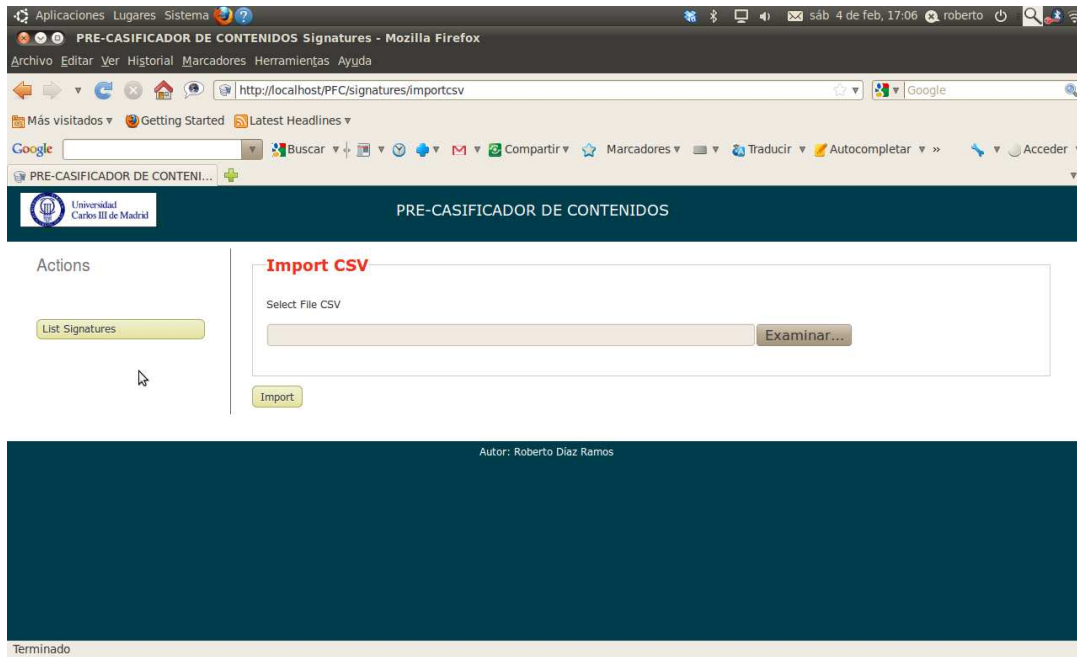 Aplicaciones Lugares Sistema sáb 4 de feb, 17:06 roberto
PRE-CASIFICADOR DE CONTENIDOS Signatures - Mozilla Firefox
Archivo Editar Ver Historial Marcadores Herramientas Ayuda
http://localhost/PFC/signatures/importcsv Google
Más visitados Getting Started Latest Headlines
Google Buscar Compartir Marcadores Traducir Autocompletar » Acceder
PRE-CASIFICADOR DE CONTENI...
Universidad
Carlos III de Madrid
PRE-CASIFICADOR DE CONTENIDOS
Actions
List Signatures
Import CSV
Select File CSV
Examinar...
Import
Autor: Roberto Díaz Ramos
Terminado